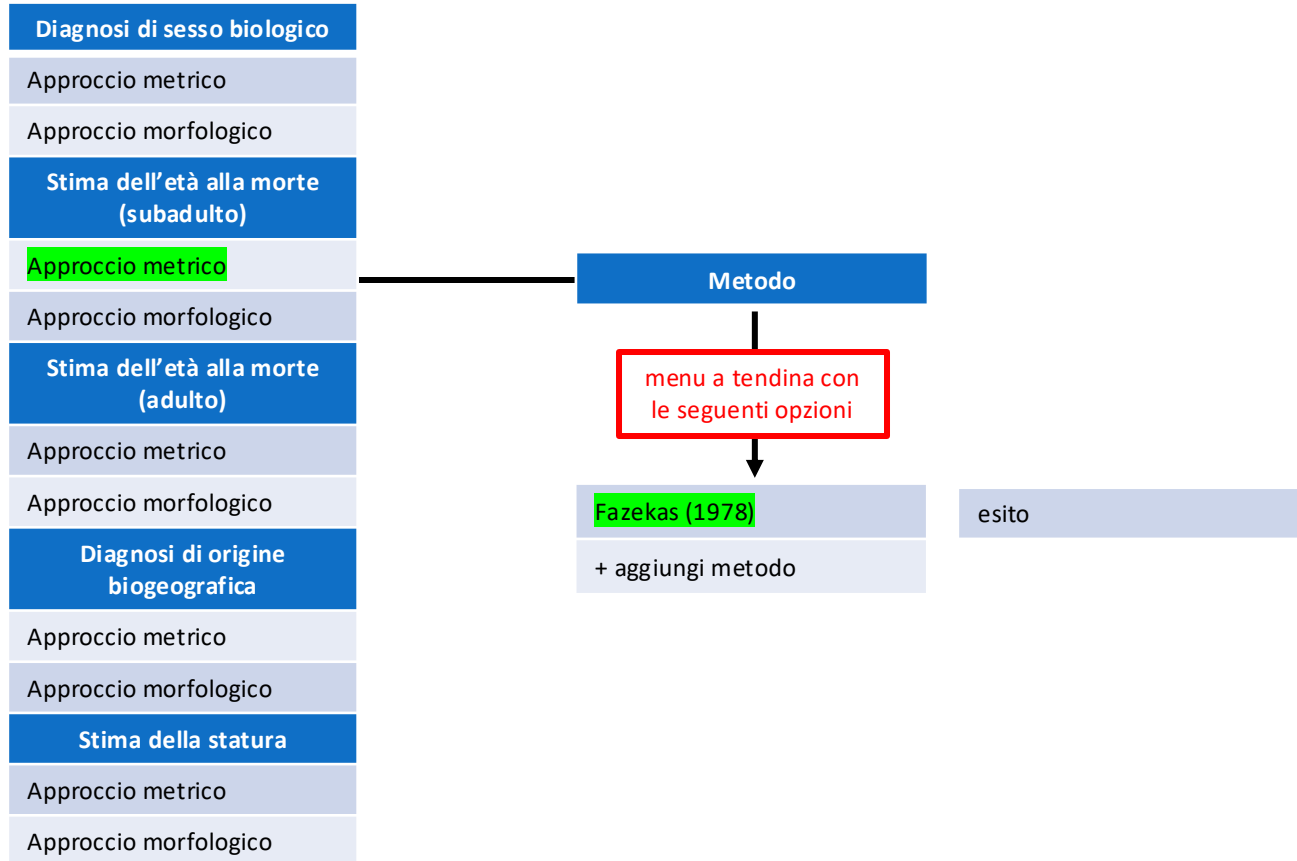 Diagnosi di sesso biologico
Approccio metrico
Approccio morfologico
Stima dell'età alla morte
(subadulto)
Approccio metrico
Approccio morfologico
Stima dell'età alla morte
(adulto)
Approccio metrico
Approccio morfologico
Diagnosi di origine
biogeografica
Approccio metrico
Approccio morfologico
Stima della statura
Approccio metrico
Approccio morfologico
Metodo
menu a tendina con
le seguenti opzioni
Fazekas (1978)
+ aggiungi metodo
esito